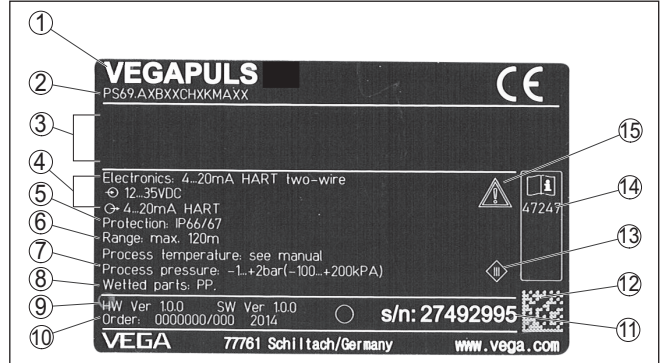 1
VEGAPULS
2
PS69.AXBXXCHXKMAXX
CE
3
4
Electronics: 4...20mA HART two-wire
12...35VDC
4...20mA HART
15
i
47247
14
5
Protection: IP66/67
6
Range: max. 120m
Process temperature: see manual
7
Process pressure: -1...+2bar(-100...+200kPA)
III
13
8
Wetted parts: PP,
12
9
HW Ver 1.0.0 SW Ver 1.0.0
10
Order: 0000000/000 2014
s/n: 27492995
11
VEGA 77761 Schiltach/Germany www.vega.com